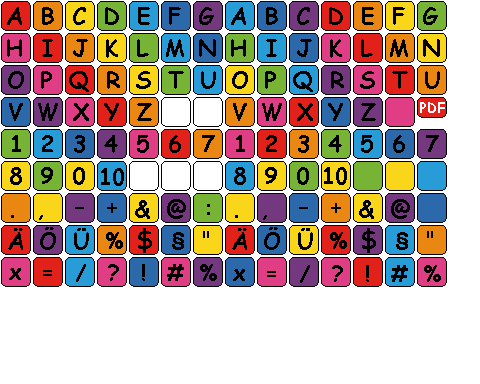 A B C D E F G A B C D E F G
H I J K L M N H I J K L M N
O P Q R S T U O P Q R S T U
V W X Y Z V W X Y Z PDF
1 2 3 4 5 6 7 1 2 3 4 5 6 7
8 9 0 10 8 9 0 10
. , - + & @ : . , - + & @
Ä Ö Ü % $ § " Ä Ö Ü % $ § "
x = / ? ! # % x = / ? ! # %